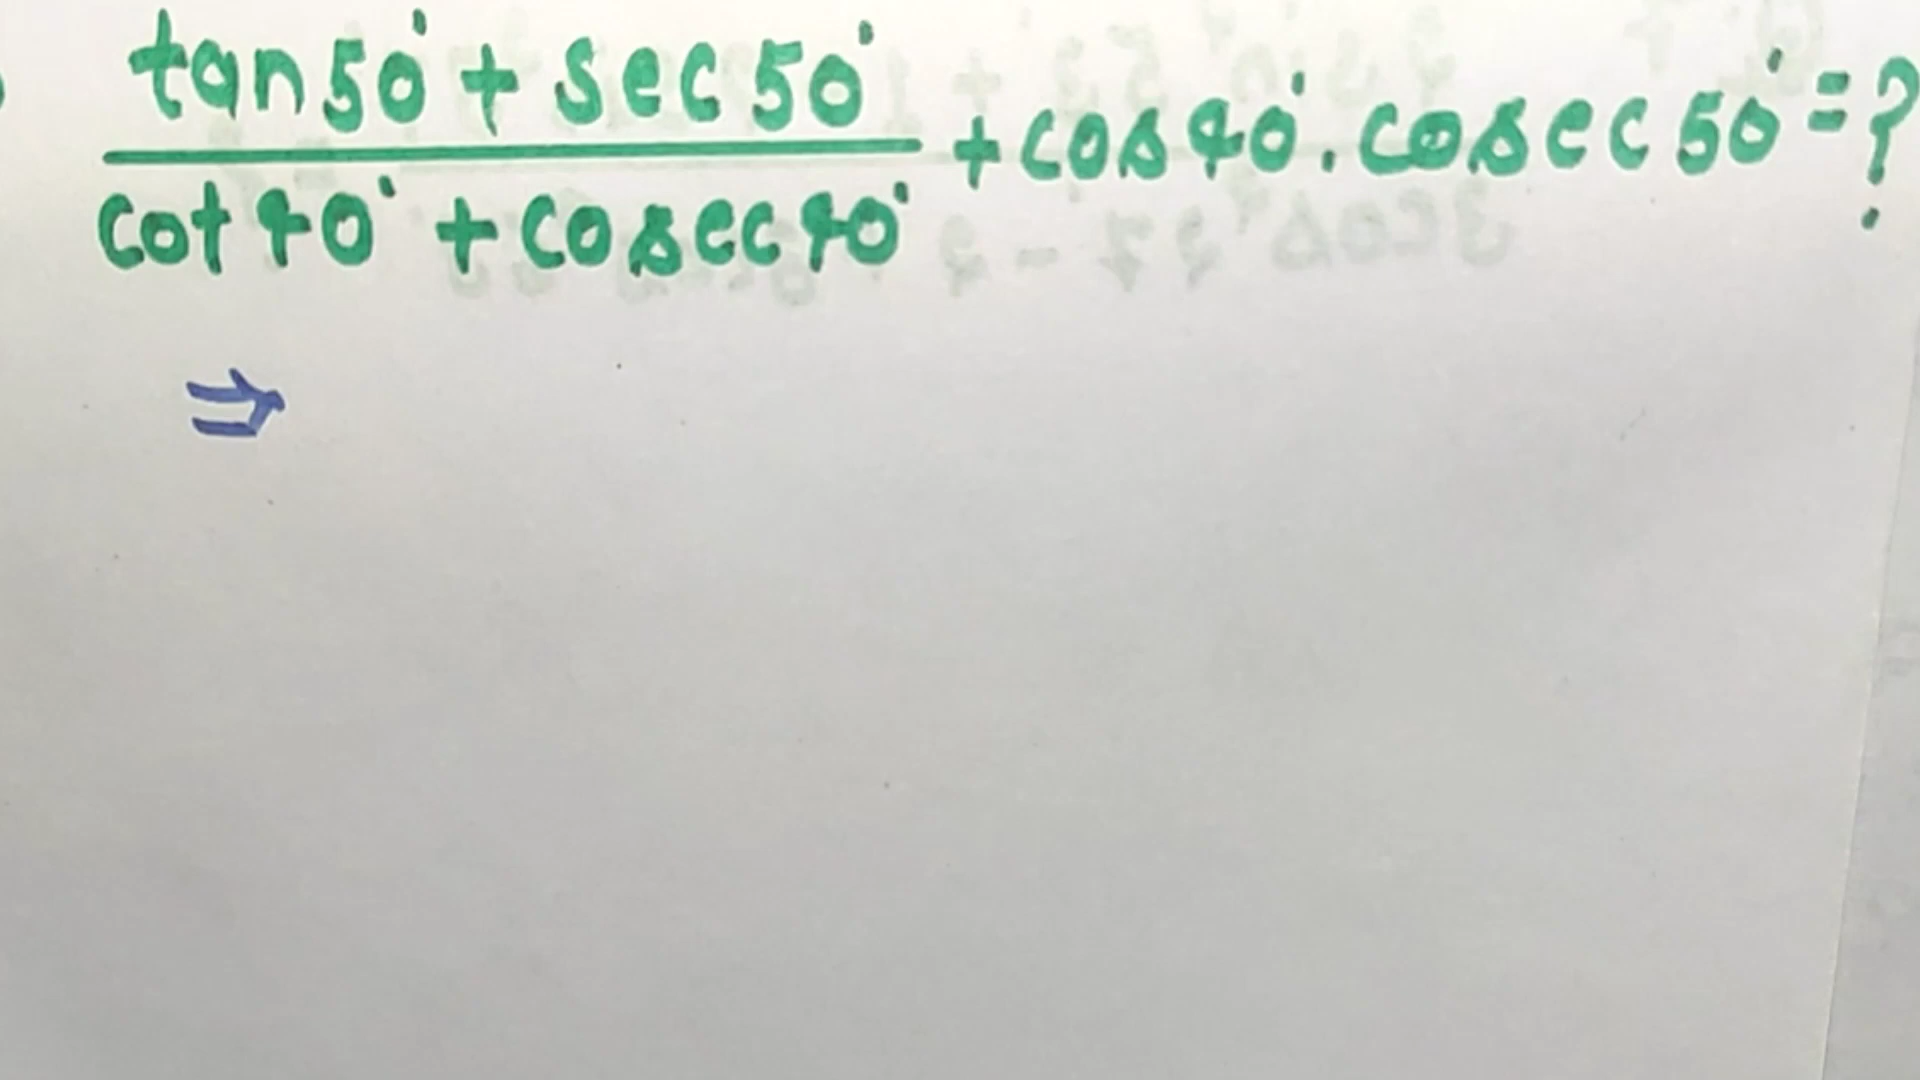 tan50° + sec50°
cot40° + cosec40°
+ cos40° . cosec50° = ?
⇒